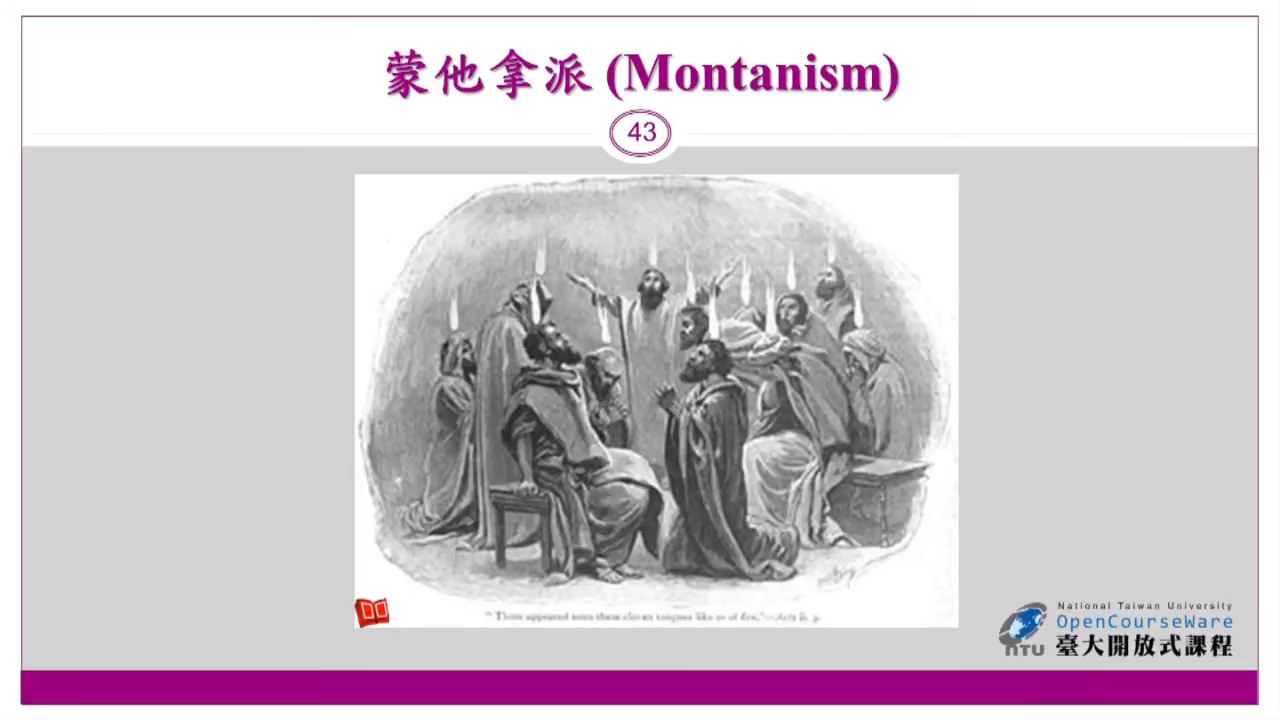 蒙他拿派 (Montanism)
43
" There appeared unto them cloven tongues like as of fire,"
National Taiwan University
OpenCourseWare
NTU
臺大開放式課程